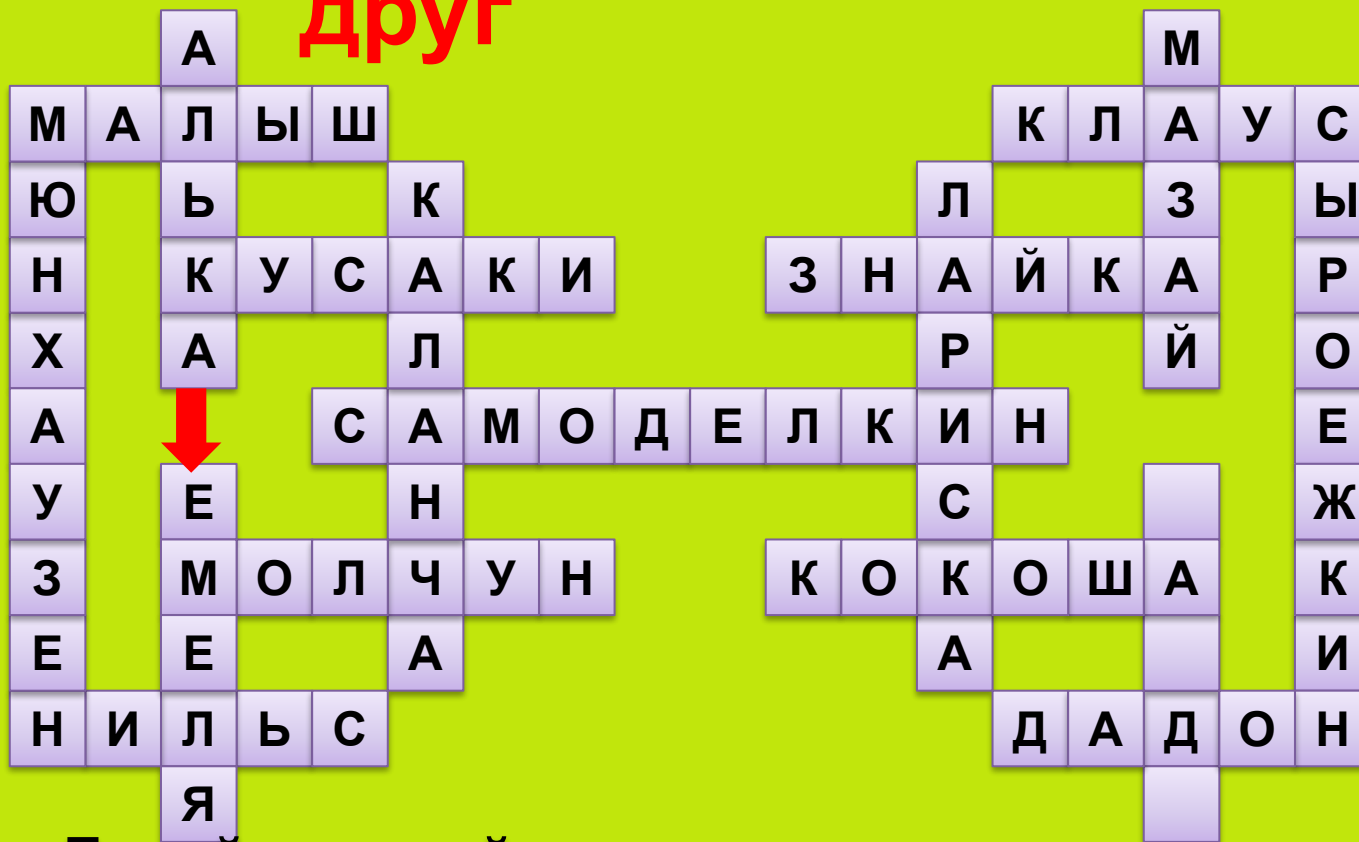 друг
А М
М А Л Ы Ш К Л А У С
Ю Ь К Л З Ы
Н К У С А К И З Н А Й К А Р
Х А Л Р Й О
А С А М О Д Е Л К И Н Е
У Е Н С Ж
З М О Л Ч У Н К О К О Ш А К
Е Е А А И
Н И Л Ь С Д А Д О Н
Я